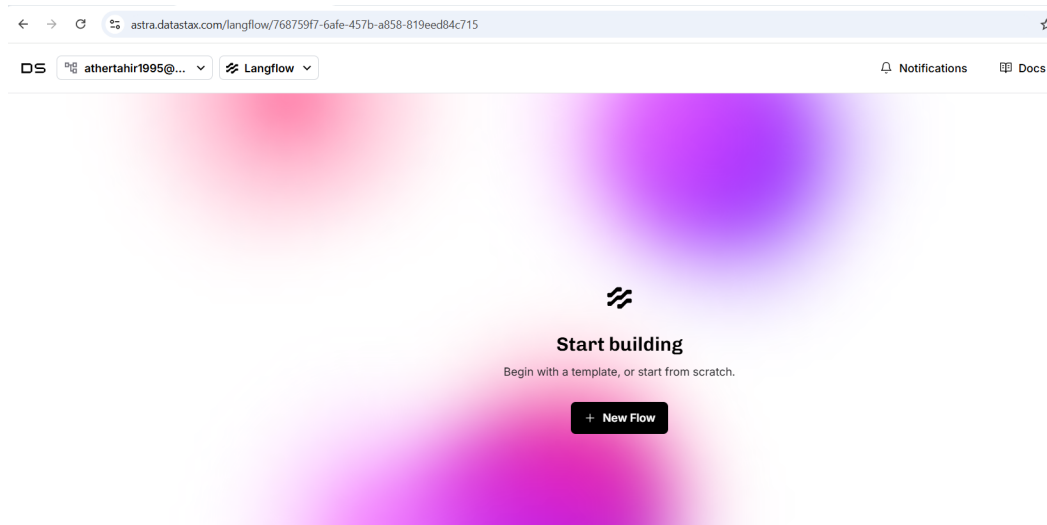 astra.datastax.com/langflow/768759f7-6afe-457b-a858-819eed84c715
DS athertahir1995@... Langflow Notifications Docs
Start building
Begin with a template, or start from scratch.
+ New Flow